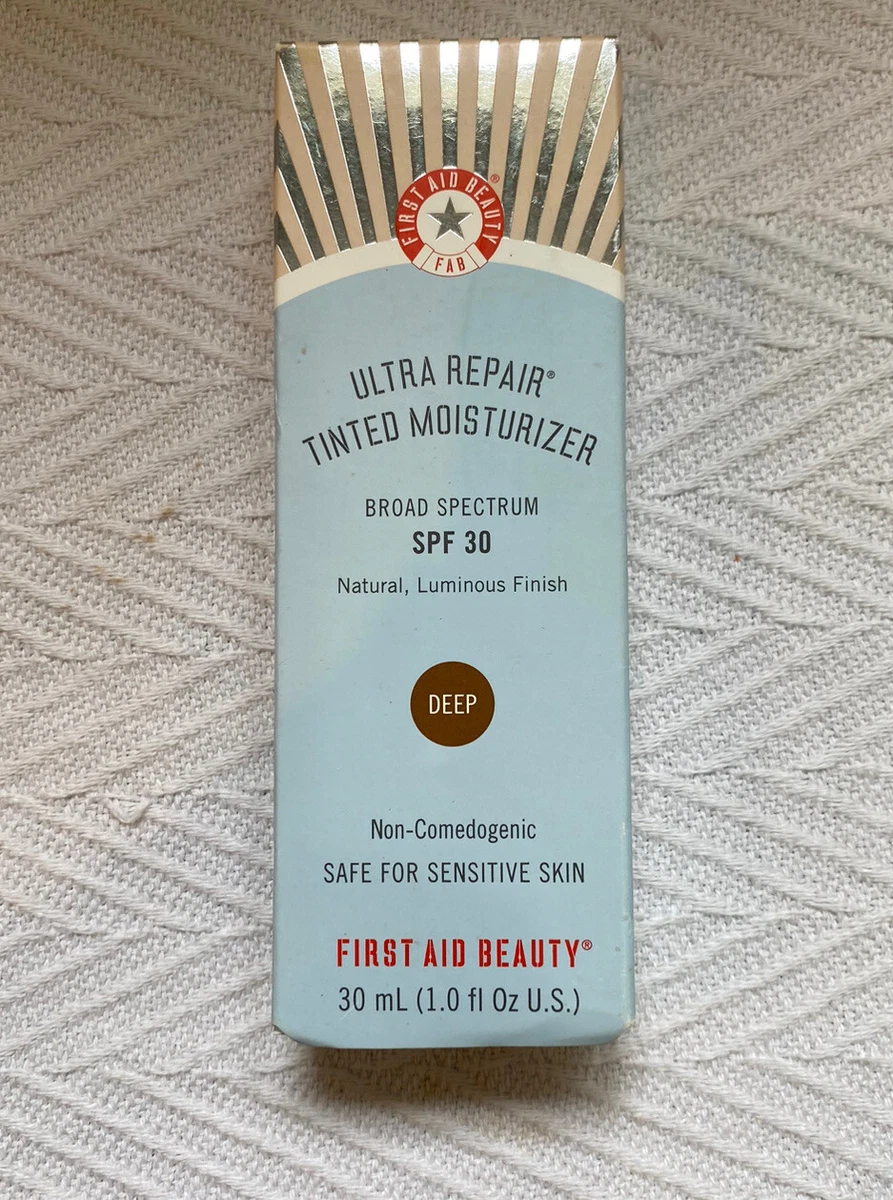 FIRST AID BEAUTY®
FAB
ULTRA REPAIR®
TINTED MOISTURIZER
BROAD SPECTRUM
SPF 30
Natural, Luminous Finish
DEEP
Non-Comedogenic
SAFE FOR SENSITIVE SKIN
FIRST AID BEAUTY®
30 mL (1.0 fl Oz U.S.)